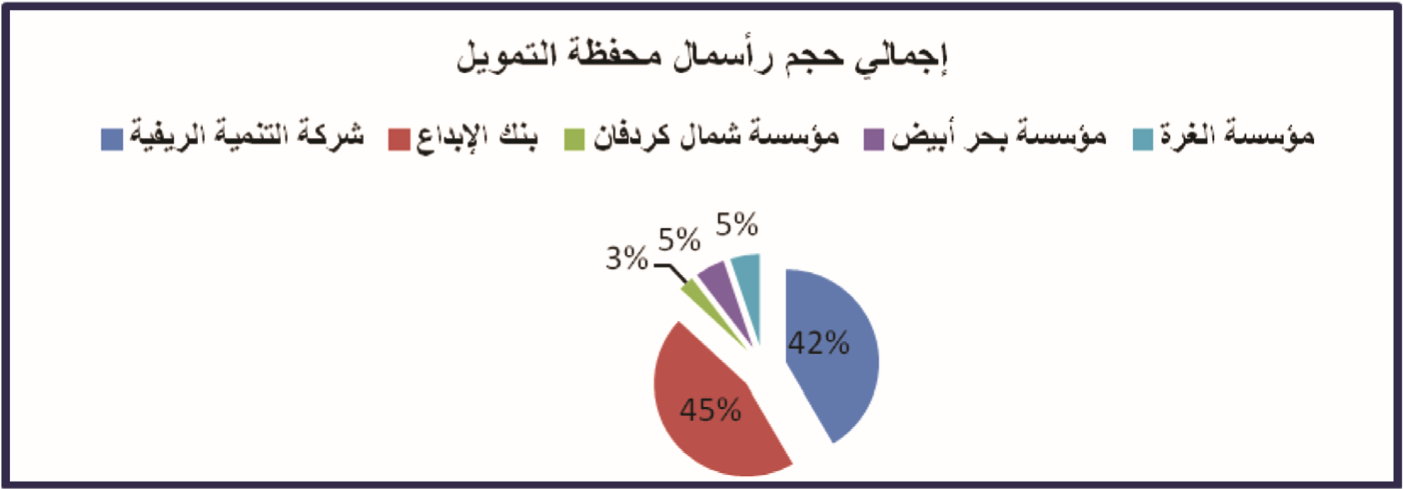 إجمالي حجم رأسمال محفظة التمويل
مؤسسة الغرة مؤسسة بحر أبيض مؤسسة شمال كردفان بنك الإبداع شركة التنمية الريفية
5%
5%
3%
42%
45%